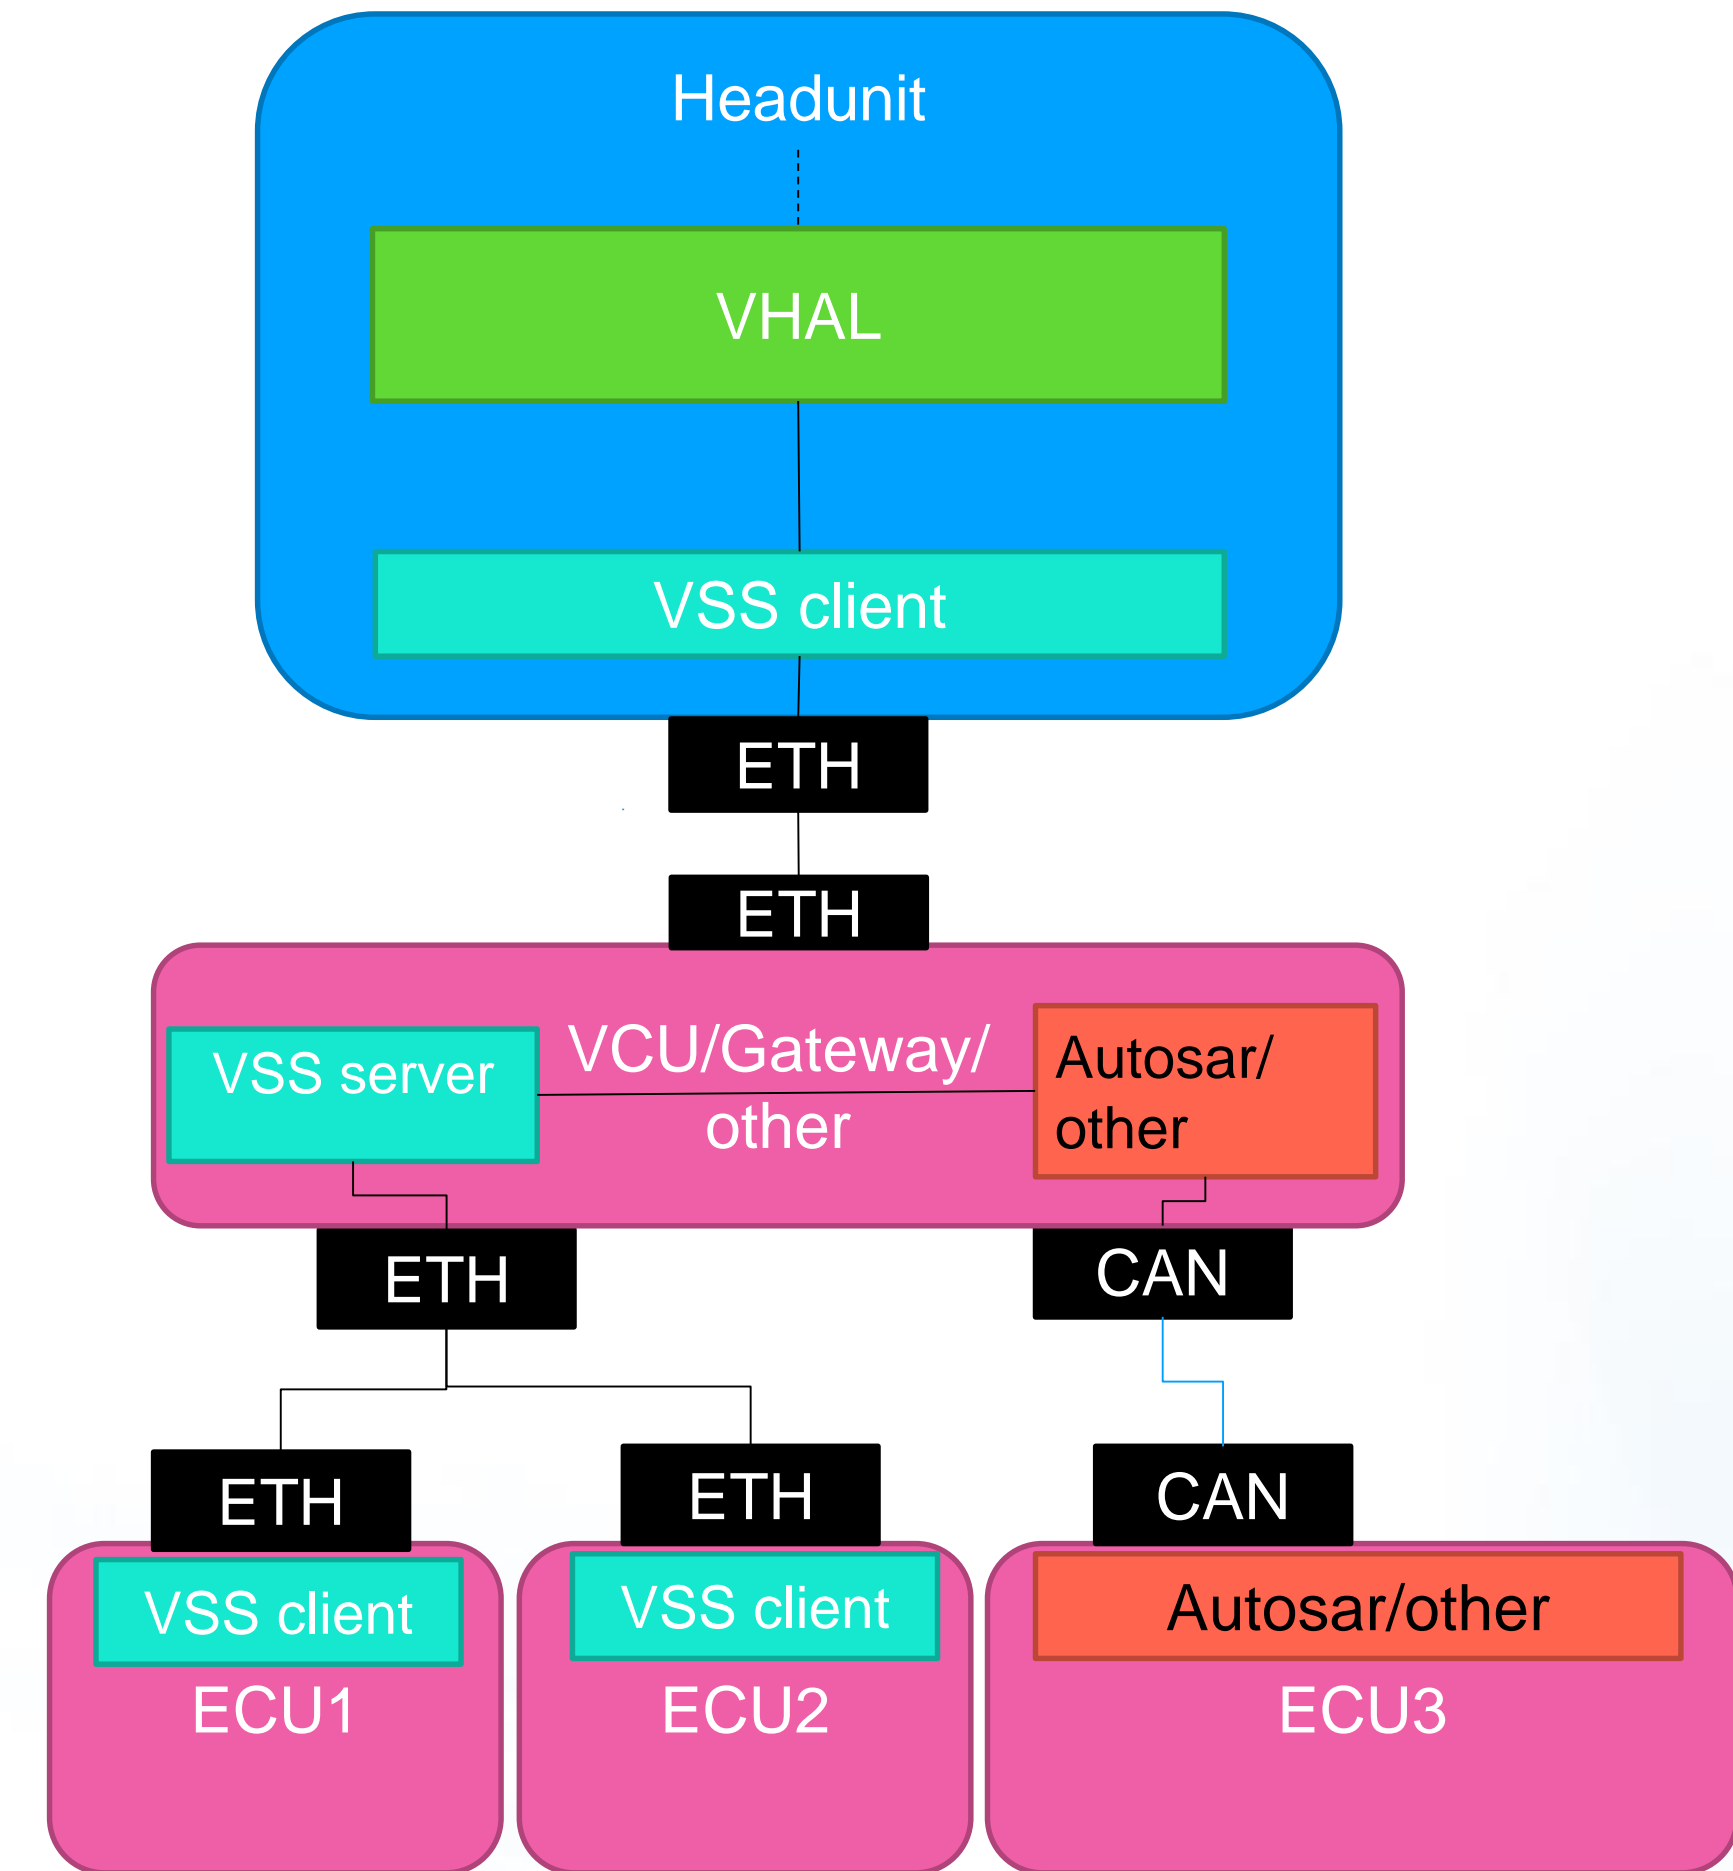 Headunit
VHAL
VSS client
ETH
ETH
VSS server
VCU/Gateway/
other
Autosar/
other
ETH
CAN
ETH
ETH
CAN
VSS client
VSS client
Autosar/other
ECU1
ECU2
ECU3